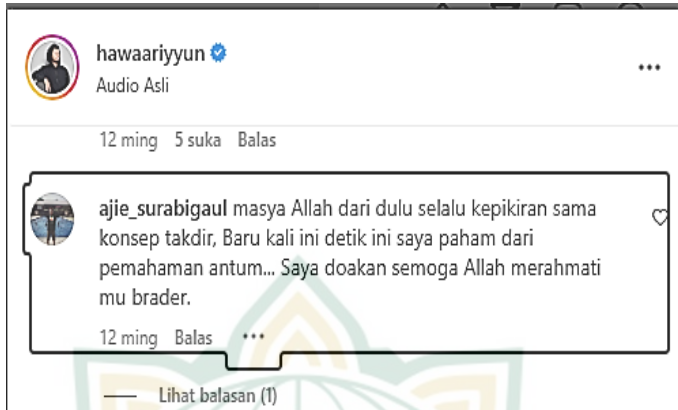 hawaariyyun
Audio Asli
12 ming 5 suka Balas
ajie_surabigaul masya Allah dari dulu selalu kepikiran sama
konsep takdir, Baru kali ini detik ini saya paham dari
pemahaman antum... Saya doakan semoga Allah merahmati
mu brader.
12 ming Balas
Lihat balasan (1)